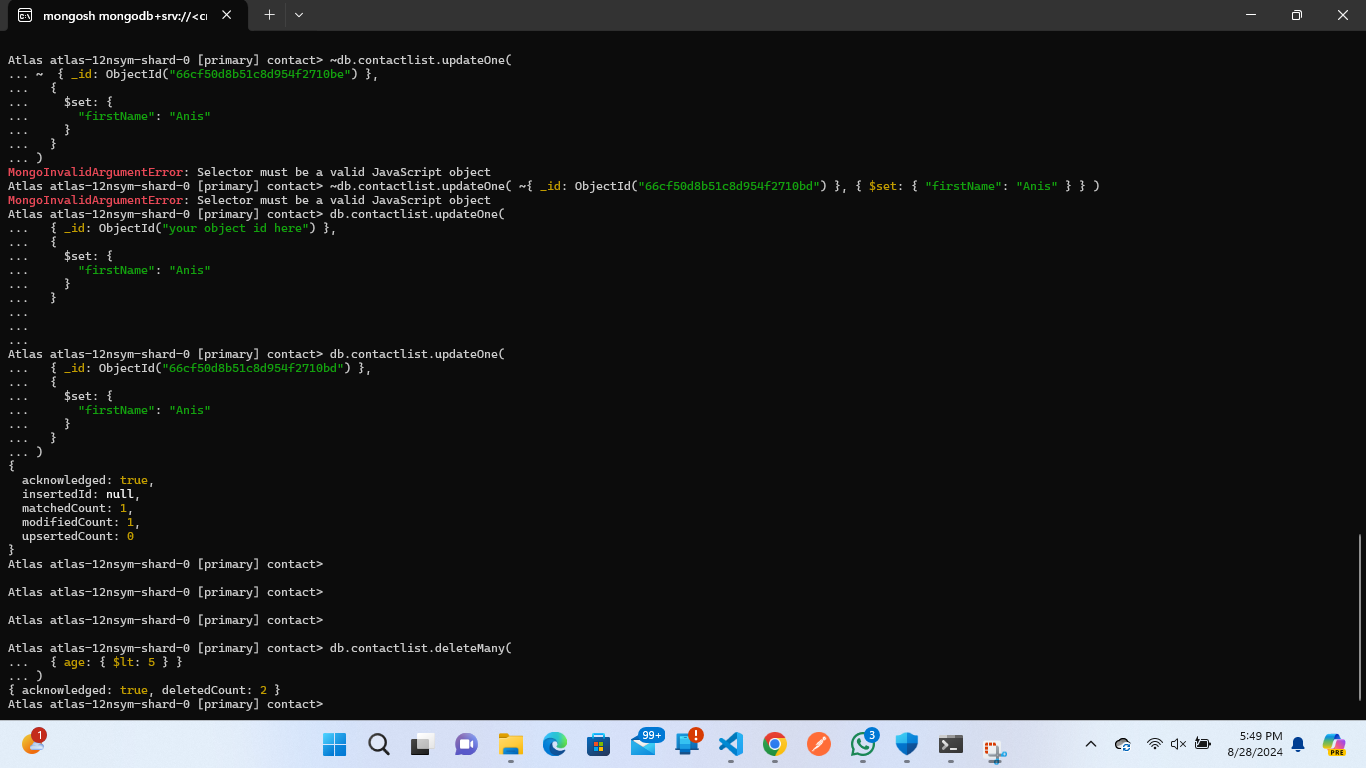 mongosh mongodb+srv://<cr
Atlas atlas-12nsym-shard-0 [primary] contact> ~db.contactlist.updateOne(
... ~  { _id: ObjectId("66cf50d8b51c8d954f2710be") },
...   {
...     $set: {
...       "firstName": "Anis"
...     }
...   }
... )
MongoInvalidArgumentError: Selector must be a valid JavaScript object
Atlas atlas-12nsym-shard-0 [primary] contact> ~db.contactlist.updateOne( ~{ _id: ObjectId("66cf50d8b51c8d954f2710bd") }, { $set: { "firstName": "Anis" } } )
MongoInvalidArgumentError: Selector must be a valid JavaScript object
Atlas atlas-12nsym-shard-0 [primary] contact> db.contactlist.updateOne(
...   { _id: ObjectId("your object id here") },
...   {
...     $set: {
...       "firstName": "Anis"
...     }
...   }
...
...
...
Atlas atlas-12nsym-shard-0 [primary] contact> db.contactlist.updateOne(
...   { _id: ObjectId("66cf50d8b51c8d954f2710bd") },
...   {
...     $set: {
...       "firstName": "Anis"
...     }
...   }
... )
{
  acknowledged: true,
  insertedId: null,
  matchedCount: 1,
  modifiedCount: 1,
  upsertedCount: 0
}
Atlas atlas-12nsym-shard-0 [primary] contact>
Atlas atlas-12nsym-shard-0 [primary] contact>
Atlas atlas-12nsym-shard-0 [primary] contact>
Atlas atlas-12nsym-shard-0 [primary] contact> db.contactlist.deleteMany(
...   { age: { $lt: 5 } }
... )
{ acknowledged: true, deletedCount: 2 }
Atlas atlas-12nsym-shard-0 [primary] contact>
1
99+
3
5:49 PM
8/28/2024
PRE